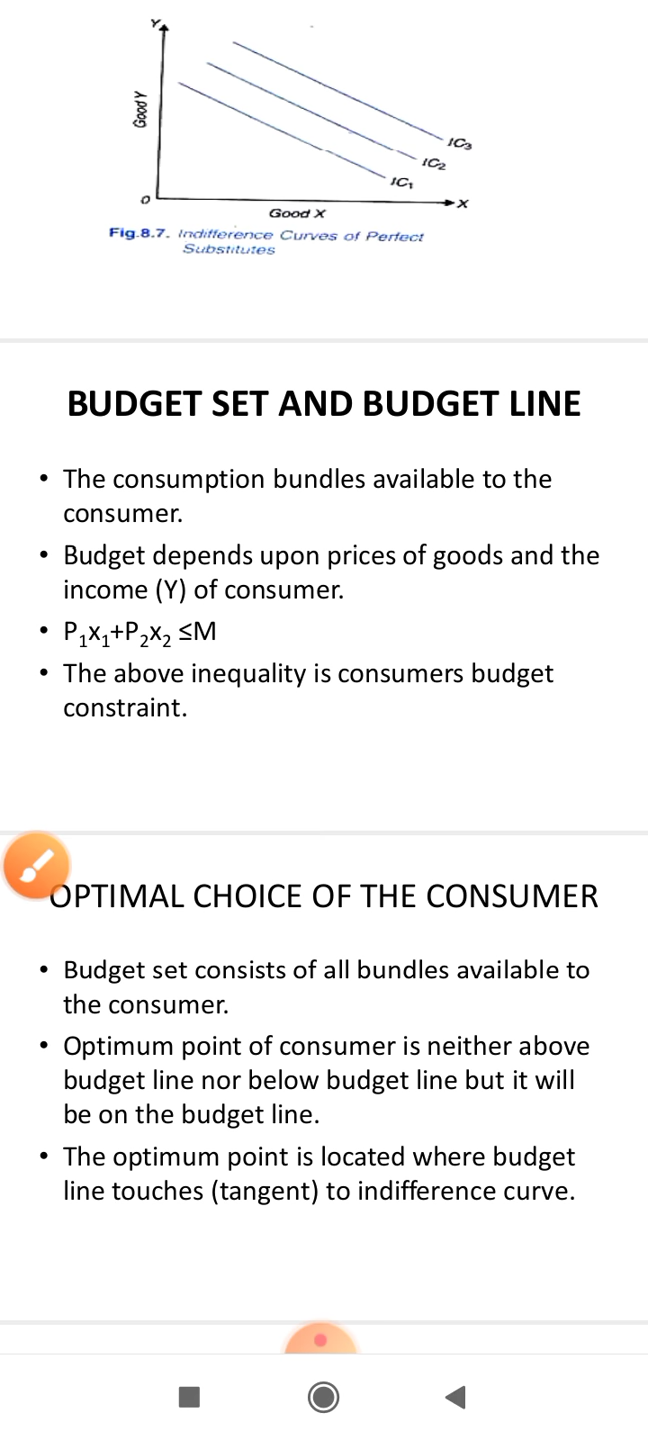 Y
Good Y
IC₃
IC₂
IC₁
O
X
Good X
Fig.8.7. Indifference Curves of Perfect
Substitutes
BUDGET SET AND BUDGET LINE
• The consumption bundles available to the
consumer.
• Budget depends upon prices of goods and the
income (Y) of consumer.
• P₁x₁+P₂x₂ ≤M
• The above inequality is consumers budget
constraint.
OPTIMAL CHOICE OF THE CONSUMER
• Budget set consists of all bundles available to
the consumer.
• Optimum point of consumer is neither above
budget line nor below budget line but it will
be on the budget line.
• The optimum point is located where budget
line touches (tangent) to indifference curve.